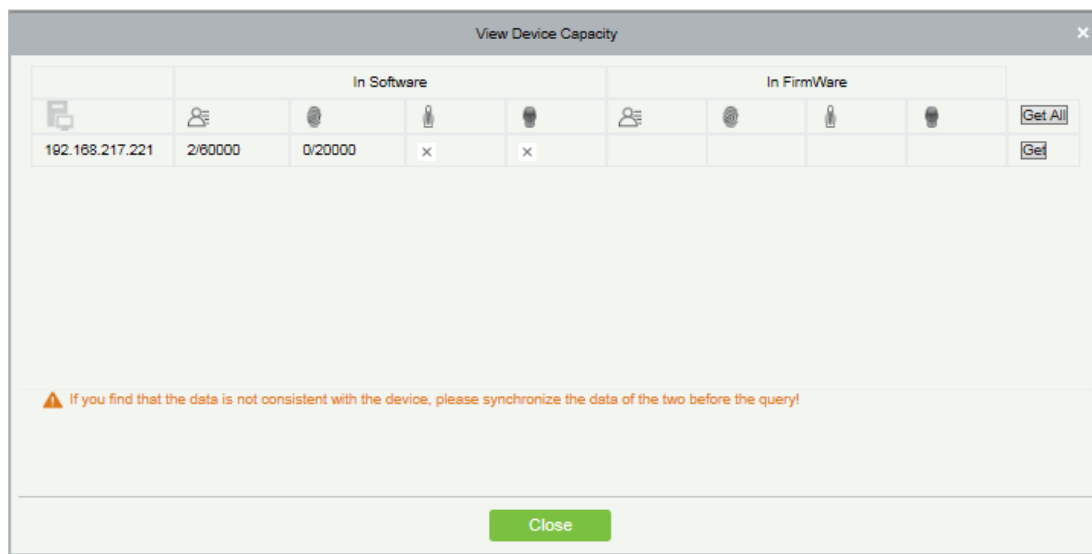 View Device Capacity
In Software In FirmWare
Get All
192.168.217.221 2/60000 0/20000 Get
If you find that the data is not consistent with the device, please synchronize the data of the two before the query!
Close